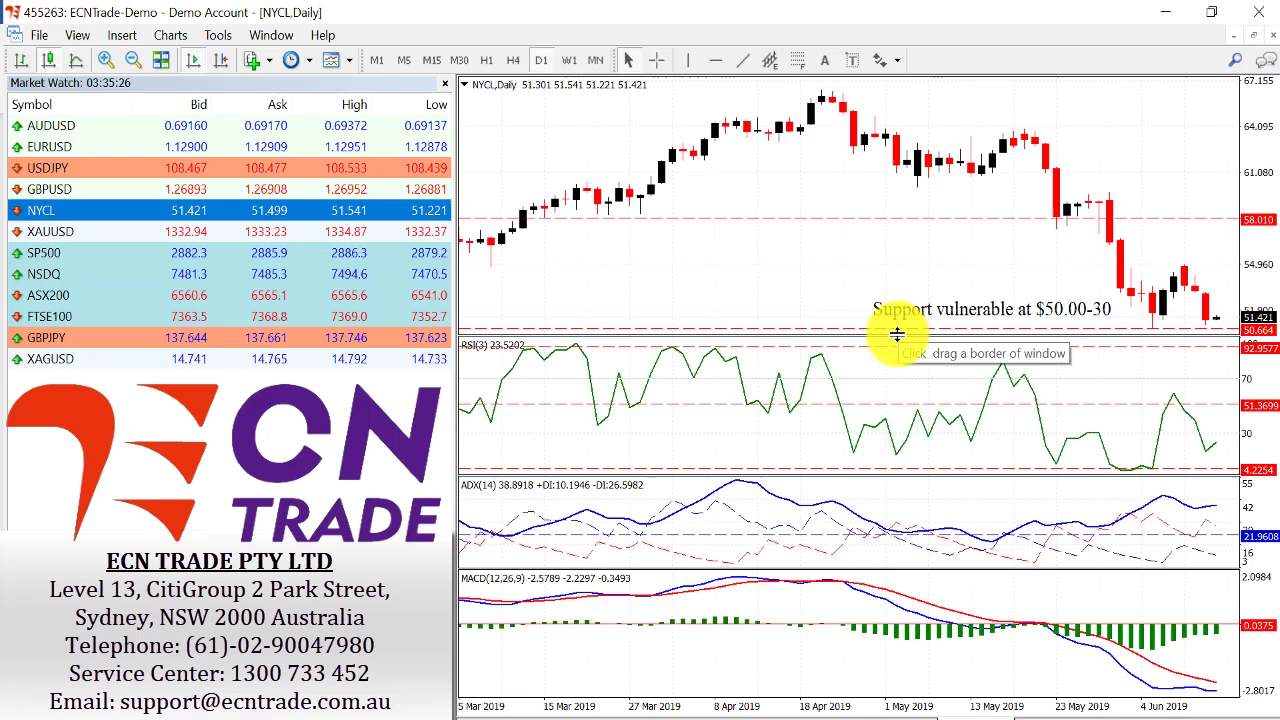 455263: ECNTrade-Demo - Demo Account - [NYCL,Daily]
File View Insert Charts Tools Window Help
M1 M5 M15 M30 H1 H4 D1 W1 MN
Market Watch: 03:35:26
Symbol Bid Ask High Low
AUDUSD 0.69160 0.69170 0.69372 0.69137
EURUSD 1.12900 1.12909 1.12951 1.12878
USDJPY 108.467 108.477 108.533 108.439
GBPUSD 1.26893 1.26908 1.26952 1.26881
NYCL 51.421 51.499 51.541 51.221
XAUUSD 1332.94 1333.23 1334.87 1332.37
SP500 2882.3 2885.9 2886.3 2879.2
NSDQ 7481.3 7485.3 7494.6 7470.5
ASX200 6560.6 6565.1 6565.6 6541.0
FTSE100 7363.5 7368.8 7369.0 7352.7
GBPJPY 137.644 137.661 137.746 137.623
XAGUSD 14.741 14.765 14.792 14.733
ECN
TRADE
ECN TRADE PTY LTD
Level 13, CitiGroup 2 Park Street,
Sydney, NSW 2000 Australia
Telephone: (61)-02-90047980
Service Center: 1300 733 452
Email: support@ecntrade.com.au
NYCL,Daily 51.301 51.541 51.221 51.421
67.155
64.095
61.080
58.010
54.960
51.421
50.664
Support vulnerable at $50.00-30
Click drag a border of window
RSI(3) 23.5202
92.9577
70
51.3699
30
4.2254
ADX(14) 38.8918 +DI:10.1946 -DI:26.5982
55
42
21.9608
16
3
MACD(12,26,9) -2.5789 -2.2297 -0.3493
2.0984
0.0375
-2.8017
5 Mar 2019 15 Mar 2019 27 Mar 2019 8 Apr 2019 18 Apr 2019 1 May 2019 13 May 2019 23 May 2019 4 Jun 2019